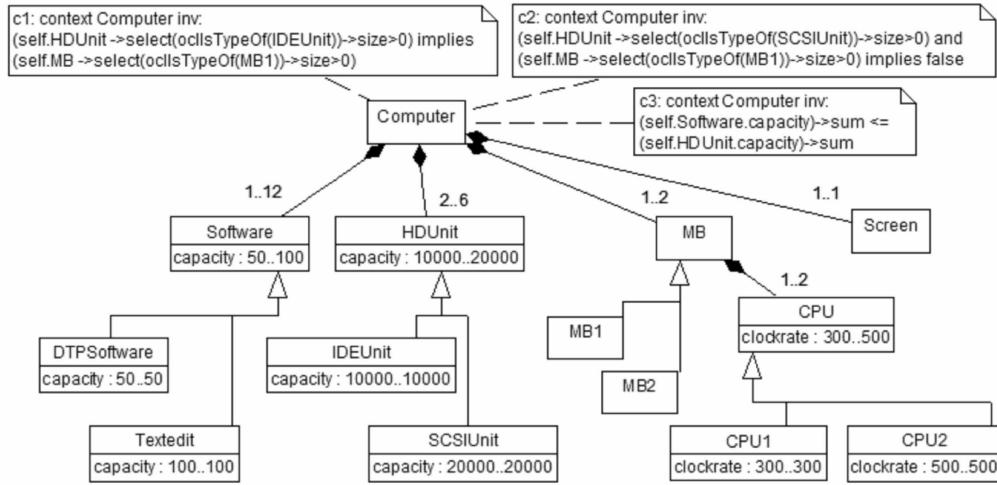 c1: context Computer inv:
(self.HDUnit ->select(oclIsTypeOf(IDEUnit))->size>0) implies
(self.MB ->select(oclIsTypeOf(MB1))->size>0)
c2: context Computer inv:
(self.HDUnit ->select(oclIsTypeOf(SCSIUnit))->size>0) and
(self.MB ->select(oclIsTypeOf(MB1))->size>0) implies false
c3: context Computer inv:
(self.Software.capacity)->sum <=
(self.HDUnit.capacity)->sum
Computer
1..12
2..6
1..2
1..1
Software
capacity : 50..100
HDUnit
capacity : 10000..20000
MB
Screen
1..2
CPU
clockrate : 300..500
MB1
MB2
DTPSoftware
capacity : 50..50
IDEUnit
capacity : 10000..10000
Textedit
capacity : 100..100
SCSIUnit
capacity : 20000..20000
CPU1
clockrate : 300..300
CPU2
clockrate : 500..500